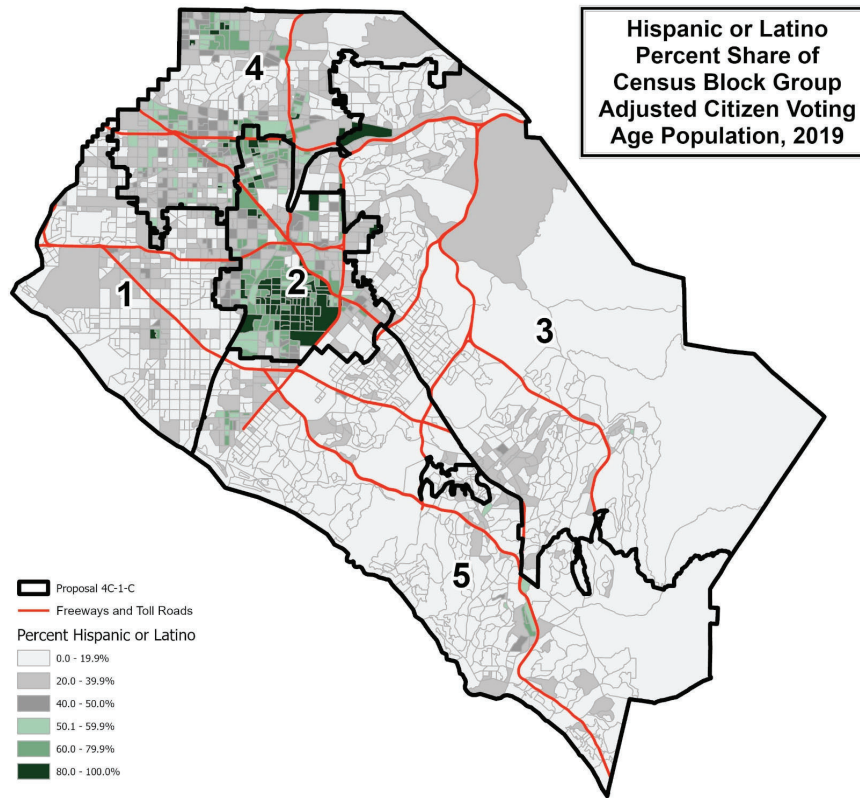 Hispanic or Latino
Percent Share of
Census Block Group
Adjusted Citizen Voting
Age Population, 2019
4
2
1
3
5
Proposal 4C-1-C
Freeways and Toll Roads
Percent Hispanic or Latino
0.0 - 19.9%
20.0 - 39.9%
40.0 - 50.0%
50.1 - 59.9%
60.0 - 79.9%
80.0 - 100.0%